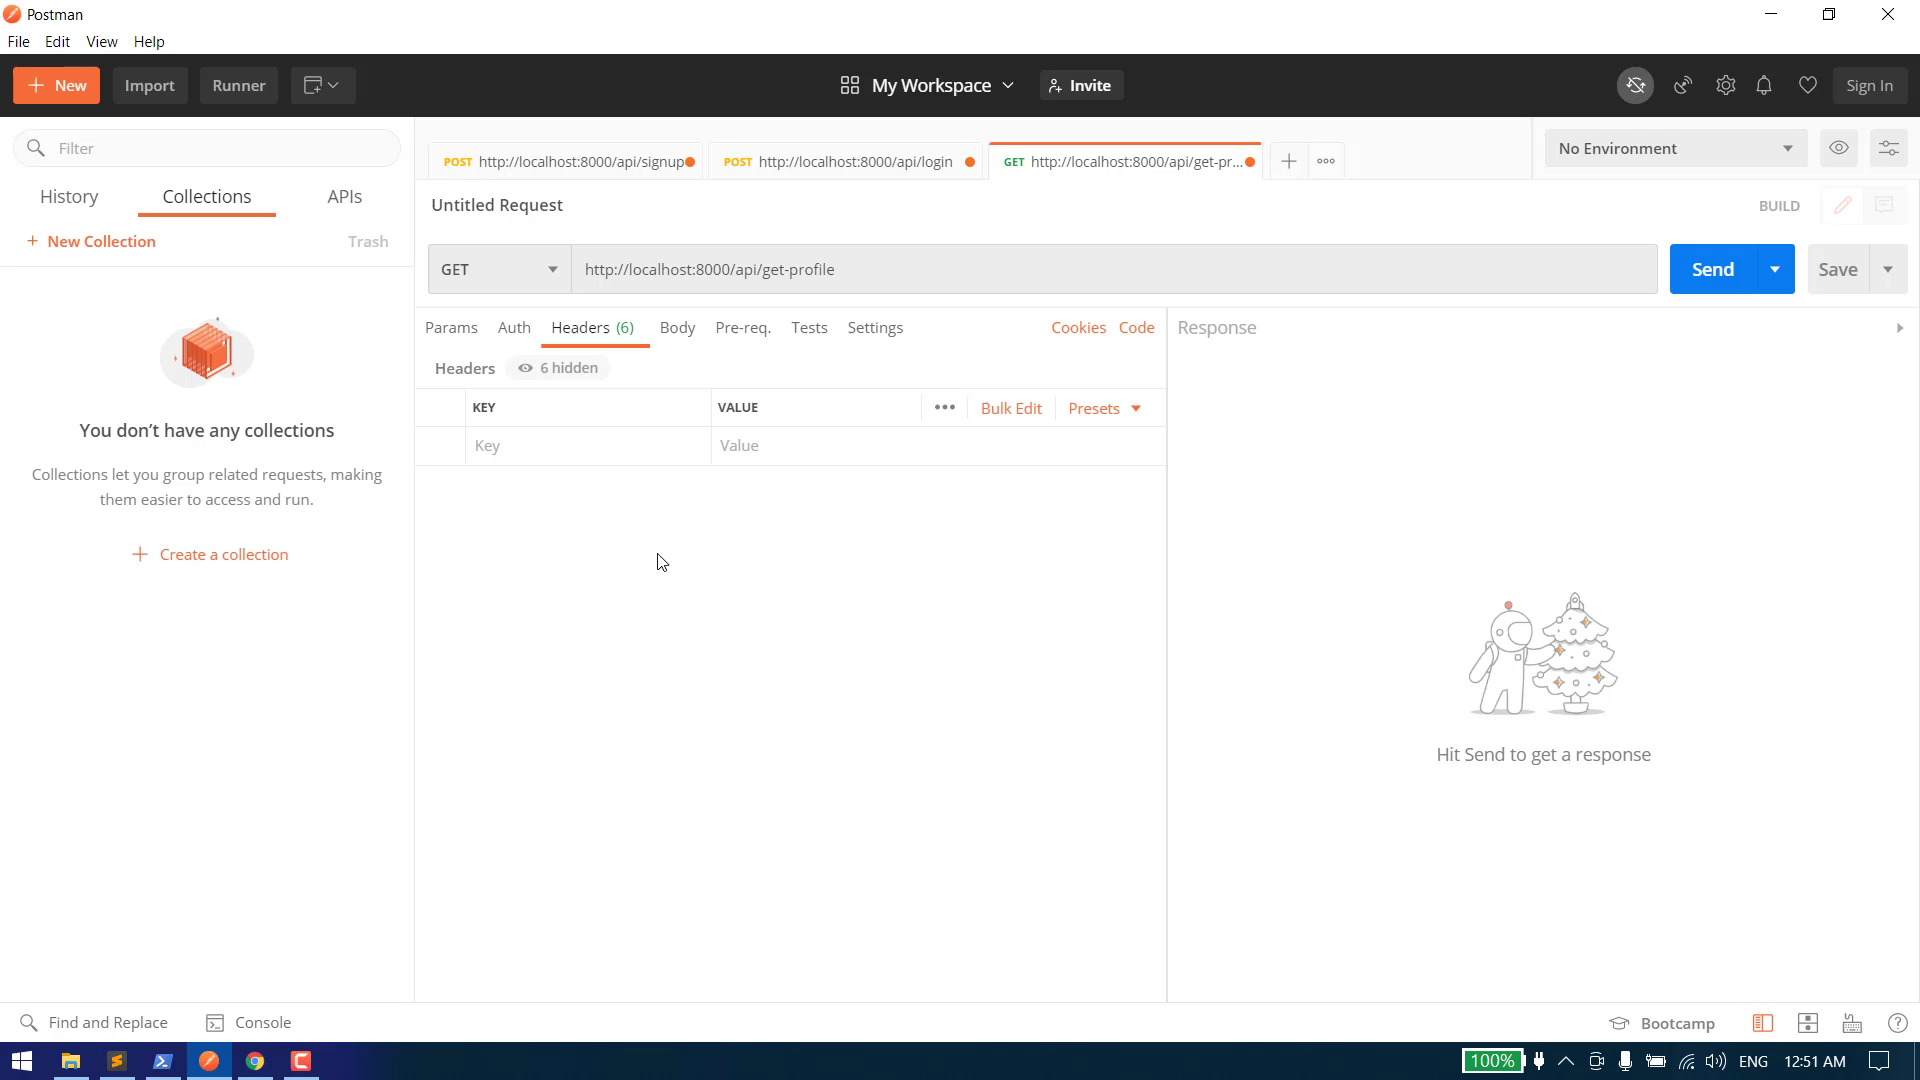 Postman
File Edit View Help
New Import Runner My Workspace Invite Sign In
Filter
POST http://localhost:8000/api/signup POST http://localhost:8000/api/login GET http://localhost:8000/api/get-pr... No Environment
History Collections APIs
Untitled Request BUILD
New Collection Trash
GET http://localhost:8000/api/get-profile Send Save
Params Auth Headers (6) Body Pre-req. Tests Settings Cookies Code Response
Headers 6 hidden
KEY VALUE Bulk Edit Presets
Key Value
You don't have any collections
Collections let you group related requests, making
them easier to access and run.
Create a collection
Hit Send to get a response
Find and Replace Console Bootcamp
100% ENG 12:51 AM